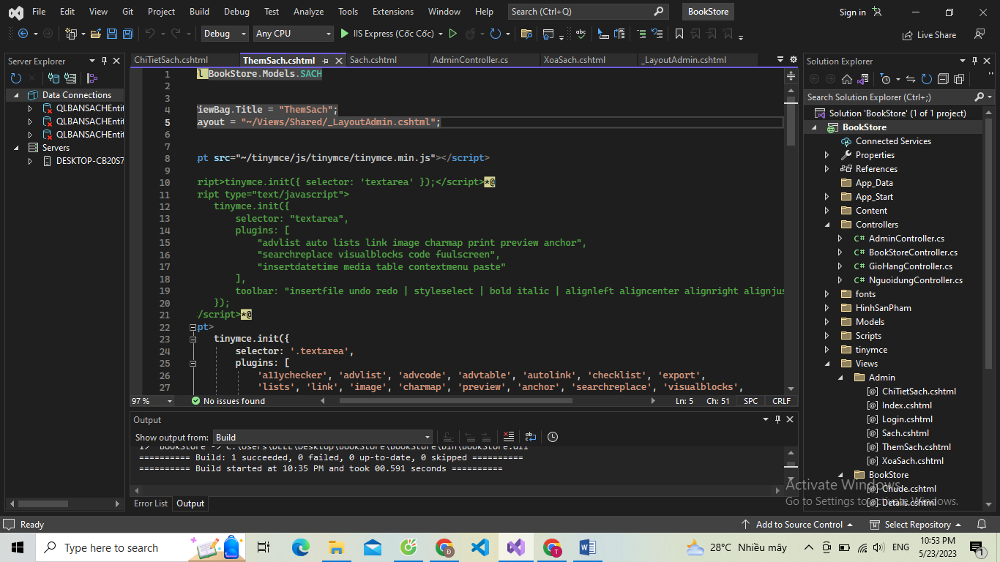 File Edit View Git Project Build Debug Test Analyze Tools Extensions Window Help Search (Ctrl+Q) BookStore Sign in
Debug Any CPU IIS Express (Cốc Cốc) Live Share
Server Explorer
Data Connections
QLBANSACHEntit
QLBANSACHEntit
QLBANSACHEntit
Servers
DESKTOP-CB20S7
ChiTietSach.cshtml ThemSach.cshtml Sach.cshtml AdminController.cs XoaSach.cshtml _LayoutAdmin.cshtml
1 l BookStore.Models.SACH
2
3
4 iewBag.Title = "ThemSach";
5 ayout = "~/Views/Shared/_LayoutAdmin.cshtml";
6
7
8 pt src="~/tinymce/js/tinymce/tinymce.min.js"></script>
9
10 ript>tinymce.init({ selector: 'textarea' });</script>*@
11 ript type="text/javascript">
12 tinymce.init({
13 selector: "textarea",
14 plugins: [
15 "advlist auto lists link image charmap print preview anchor",
16 "searchreplace visualblocks code fuulscreen",
17 "insertdatetime media table contextmenu paste"
18 ],
19 toolbar: "insertfile undo redo | styleselect | bold italic | alignleft aligncenter alignright alignjus
20 });
21 /script>*@
22 pt>
23 tinymce.init({
24 selector: '.textarea',
25 plugins: [
26 'a11ychecker', 'advlist', 'advcode', 'advtable', 'autolink', 'checklist', 'export',
27 'lists', 'link', 'image', 'charmap', 'preview', 'anchor', 'searchreplace', 'visualblocks',
97 % No issues found Ln: 5 Ch: 51 SPC CRLF
Output
Show output from: Build
1> BookStore -> C:\Users\DELL\Desktop\BookStore\BookStore\bin\BookStore.dll
========== Build: 1 succeeded, 0 failed, 0 up-to-date, 0 skipped ==========
========== Build started at 10:35 PM and took 00.591 seconds ==========
Error List Output
Solution Explorer
Search Solution Explorer (Ctrl+;)
Solution 'BookStore' (1 of 1 project)
BookStore
Connected Services
Properties
References
App_Data
App_Start
Content
Controllers
C# AdminController.cs
C# BookStoreController.cs
C# GioHangController.cs
C# NguoidungController.cs
fonts
HinhSanPham
Models
Scripts
tinymce
Views
Admin
[@] ChiTietSach.cshtml
[@] Index.cshtml
[@] Login.cshtml
[@] Sach.cshtml
[@] ThemSach.cshtml
[@] XoaSach.cshtml
BookStore
[@] Chude.cshtml
[@] Details.cshtml
Activate Windows
Go to Settings to activate Windows.
Ready Add to Source Control Select Repository
Type here to search 28°C Nhiều mây ENG 10:53 PM
5/23/2023 1